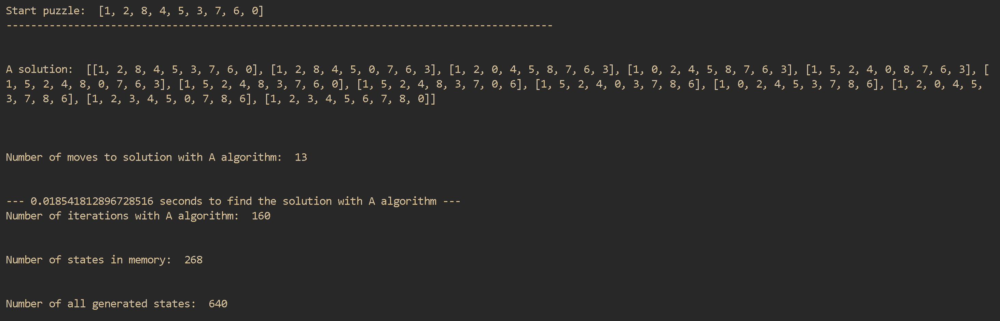 Start puzzle:  [1, 2, 8, 4, 5, 3, 7, 6, 0]
-----------------------------------------------------------------------------------------
A solution:  [[1, 2, 8, 4, 5, 3, 7, 6, 0], [1, 2, 8, 4, 5, 0, 7, 6, 3], [1, 2, 0, 4, 5, 8, 7, 6, 3], [1, 0, 2, 4, 5, 8, 7, 6, 3], [1, 5, 2, 4, 0, 8, 7, 6, 3], [
1, 5, 2, 4, 8, 0, 7, 6, 3], [1, 5, 2, 4, 8, 3, 7, 6, 0], [1, 5, 2, 4, 8, 3, 7, 0, 6], [1, 5, 2, 4, 0, 3, 7, 8, 6], [1, 0, 2, 4, 5, 3, 7, 8, 6], [1, 2, 0, 4, 5,
3, 7, 8, 6], [1, 2, 3, 4, 5, 0, 7, 8, 6], [1, 2, 3, 4, 5, 6, 7, 8, 0]]
Number of moves to solution with A algorithm:  13
--- 0.018541812896728516 seconds to find the solution with A algorithm ---
Number of iterations with A algorithm:  160
Number of states in memory:  268
Number of all generated states:  640